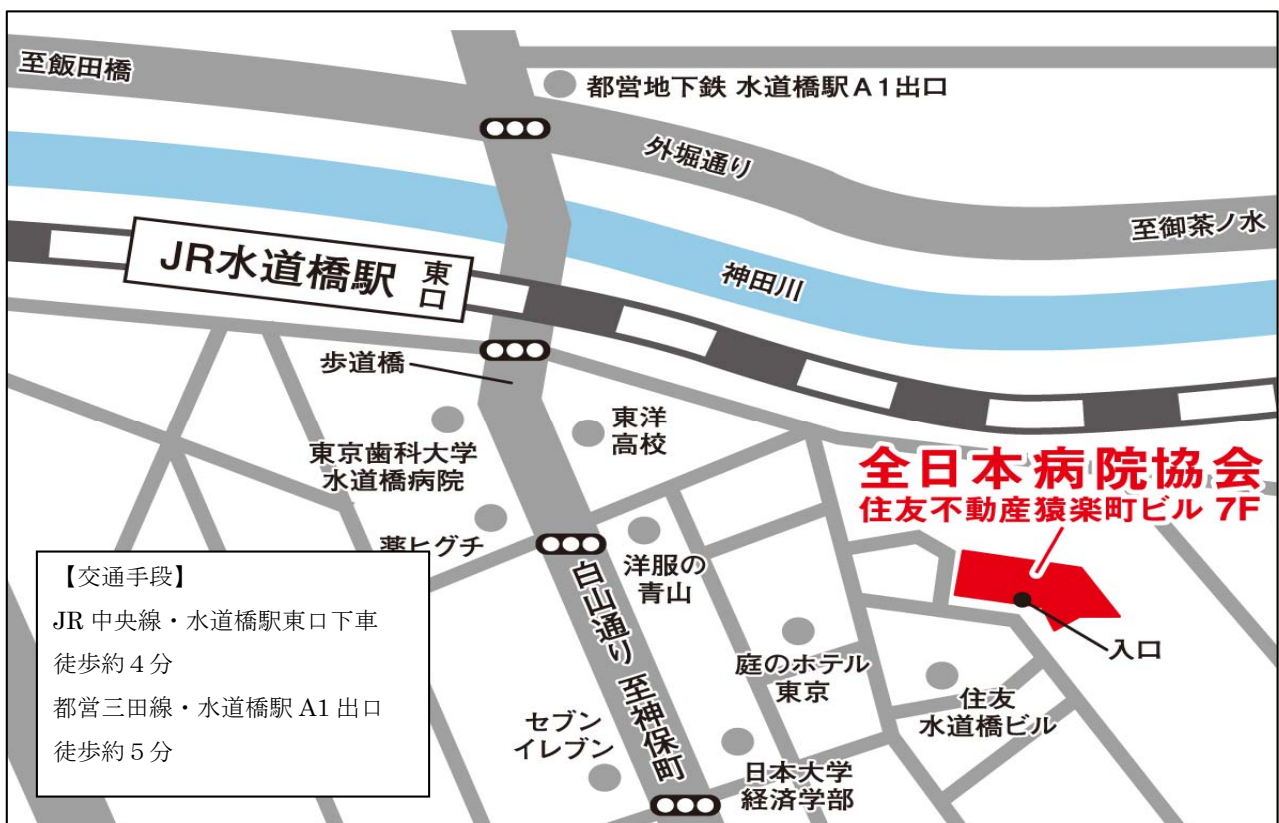 至飯田橋
都営地下鉄 水道橋駅A1出口
外堀通り
至御茶ノ水
JR水道橋駅 東口
神田川
歩道橋
東洋
高校
東京歯科大学
水道橋病院
全日本病院協会
住友不動産猿楽町ビル 7F
薬ヒグチ
洋服の
青山
白山通り 至神保町
入口
庭のホテル
東京
住友
水道橋ビル
セブン
イレブン
日本大学
経済学部
【交通手段】
JR 中央線・水道橋駅東口下車
徒歩約４分
都営三田線・水道橋駅 A1 出口
徒歩約５分